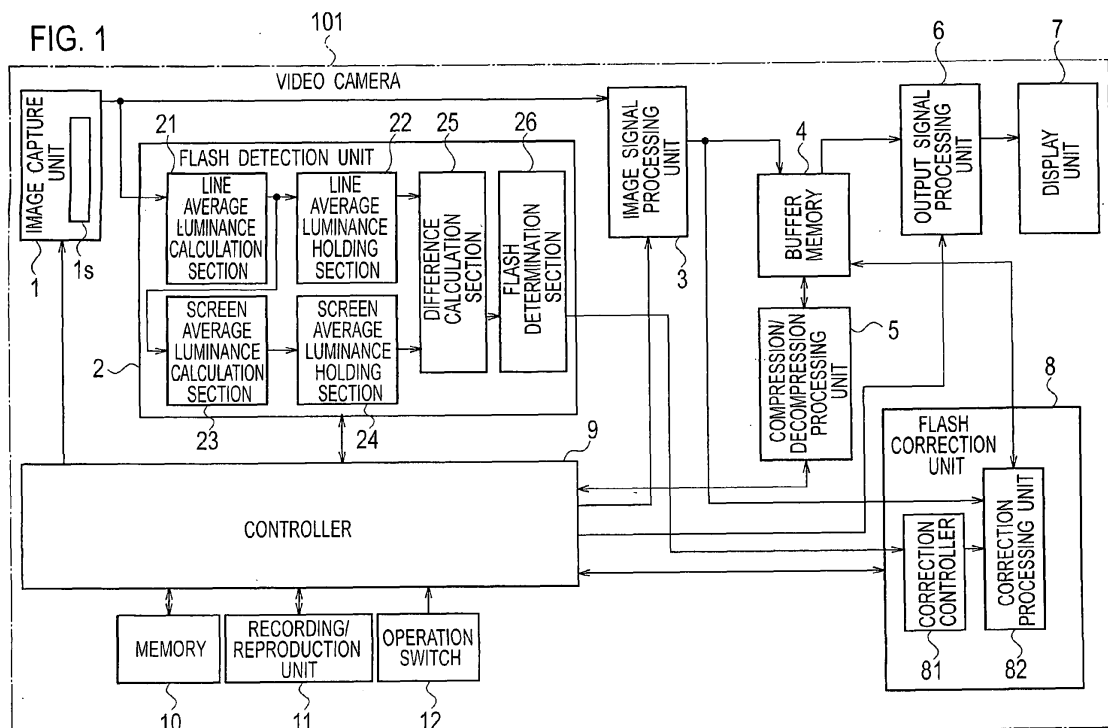 FIG. 1
101
VIDEO CAMERA
IMAGE CAPTURE
UNIT
1s
1
FLASH DETECTION UNIT
21
LINE
AVERAGE
LUMINANCE
CALCULATION
SECTION
22
LINE
AVERAGE
LUMINANCE
HOLDING
SECTION
25
DIFFERENCE
CALCULATION
SECTION
26
FLASH
DETERMINATION
SECTION
2
SCREEN
AVERAGE
LUMINANCE
CALCULATION
SECTION
23
SCREEN
AVERAGE
LUMINANCE
HOLDING
SECTION
24
IMAGE SIGNAL
PROCESSING
UNIT
3
4
BUFFER
MEMORY
5
COMPRESSION/
DECOMPRESSION
PROCESSING
UNIT
6
OUTPUT SIGNAL
PROCESSING
UNIT
7
DISPLAY
UNIT
8
FLASH
CORRECTION
UNIT
CORRECTION
CONTROLLER
81
CORRECTION
PROCESSING UNIT
82
9
CONTROLLER
MEMORY
10
RECORDING/
REPRODUCTION
UNIT
11
OPERATION
SWITCH
12